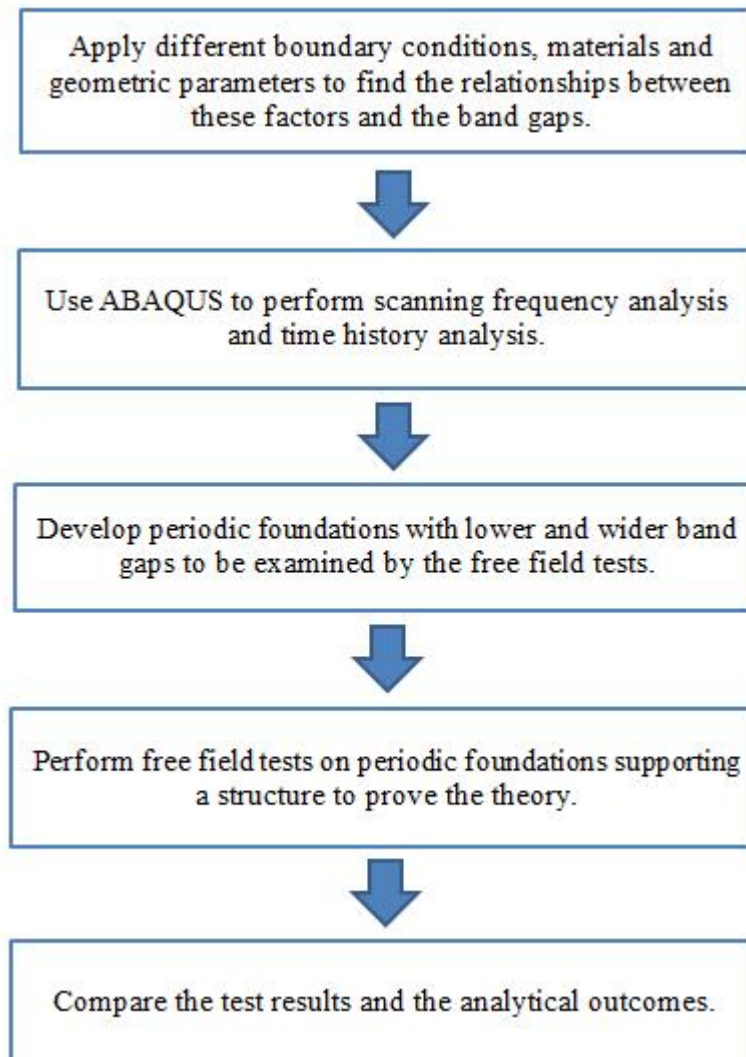 Apply different boundary conditions, materials and
geometric parameters to find the relationships between
these factors and the band gaps.
Use ABAQUS to perform scanning frequency analysis
and time history analysis.
Develop periodic foundations with lower and wider band
gaps to be examined by the free field tests.
Perform free field tests on periodic foundations supporting
a structure to prove the theory.
Compare the test results and the analytical outcomes.